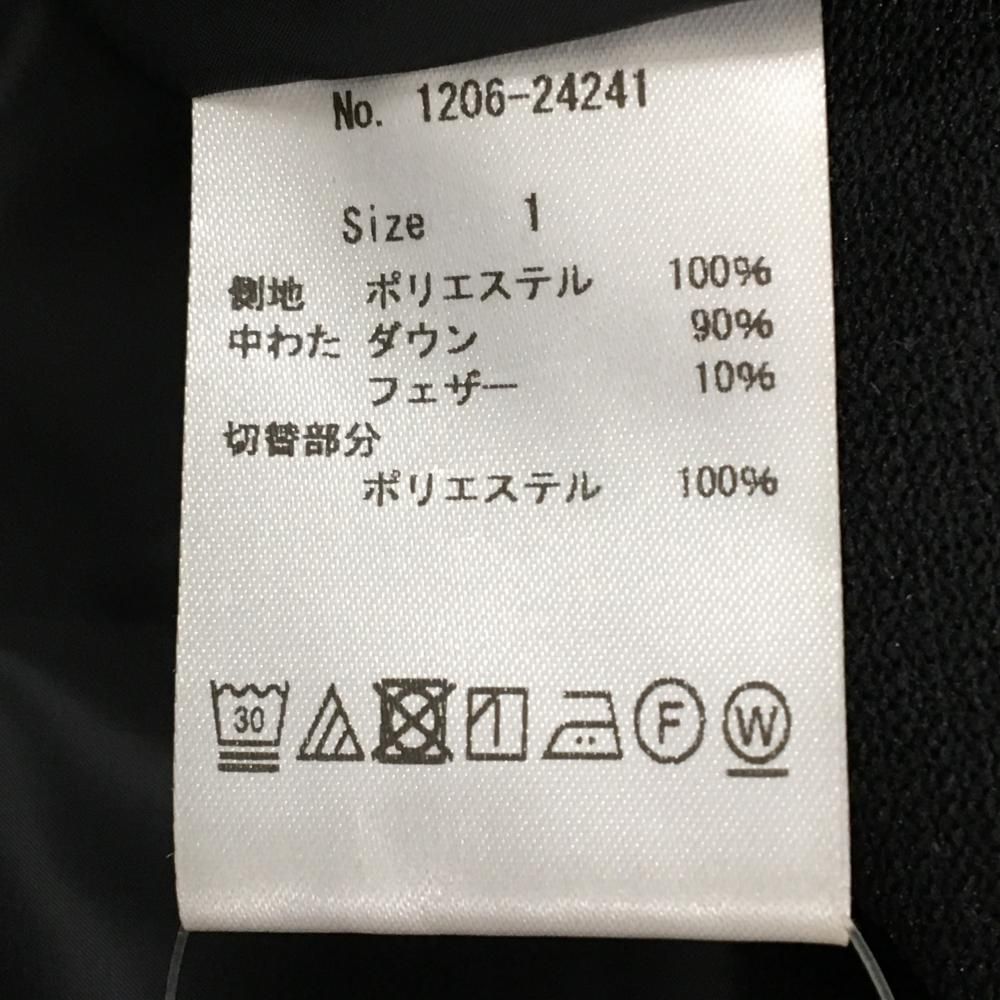 No. 1206-24241
Size 1
側地 ポリエステル 100%
中わた ダウン 90%
フェザー 10%
切替部分
ポリエステル 100%
30 F W